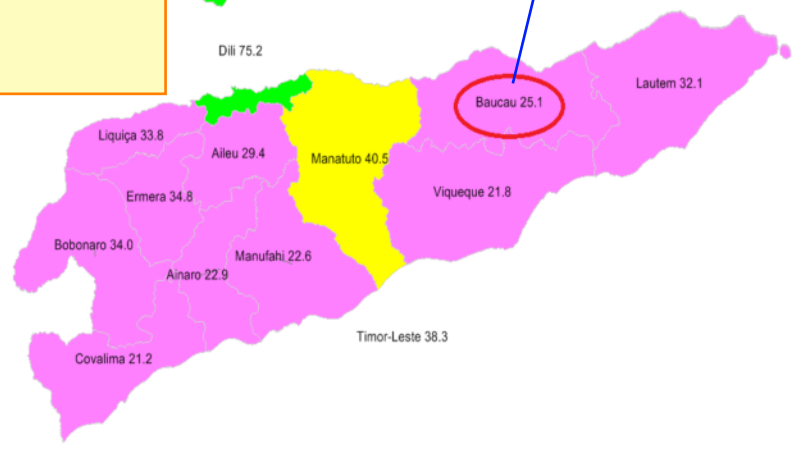 Dili 75.2
Lautem 32.1
Baucau 25.1
Liquiça 33.8
Aileu 29.4
Manatuto 40.5
Viqueque 21.8
Ermera 34.8
Bobonaro 34.0
Manufahi 22.6
Ainaro 22.9
Timor-Leste 38.3
Covalima 21.2